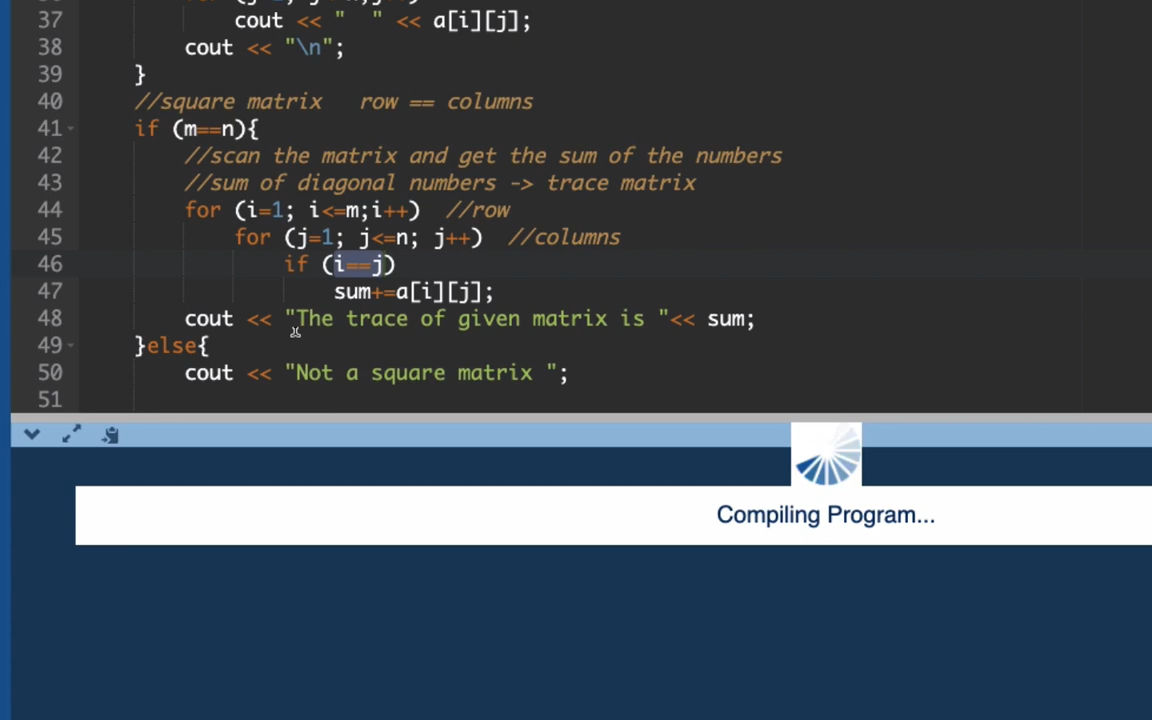 37 cout << "  " << a[i][j];
38 cout << "\n";
39 }
40 //square matrix   row == columns
41 if (m==n){
42 //scan the matrix and get the sum of the numbers
43 //sum of diagonal numbers -> trace matrix
44 for (i=1; i<=m;i++)  //row
45 for (j=1; j<=n; j++)  //columns
46 if (i==j)
47 sum+=a[i][j];
48 cout << "The trace of given matrix is "<< sum;
49 }else{
50 cout << "Not a square matrix ";
51
Compiling Program...